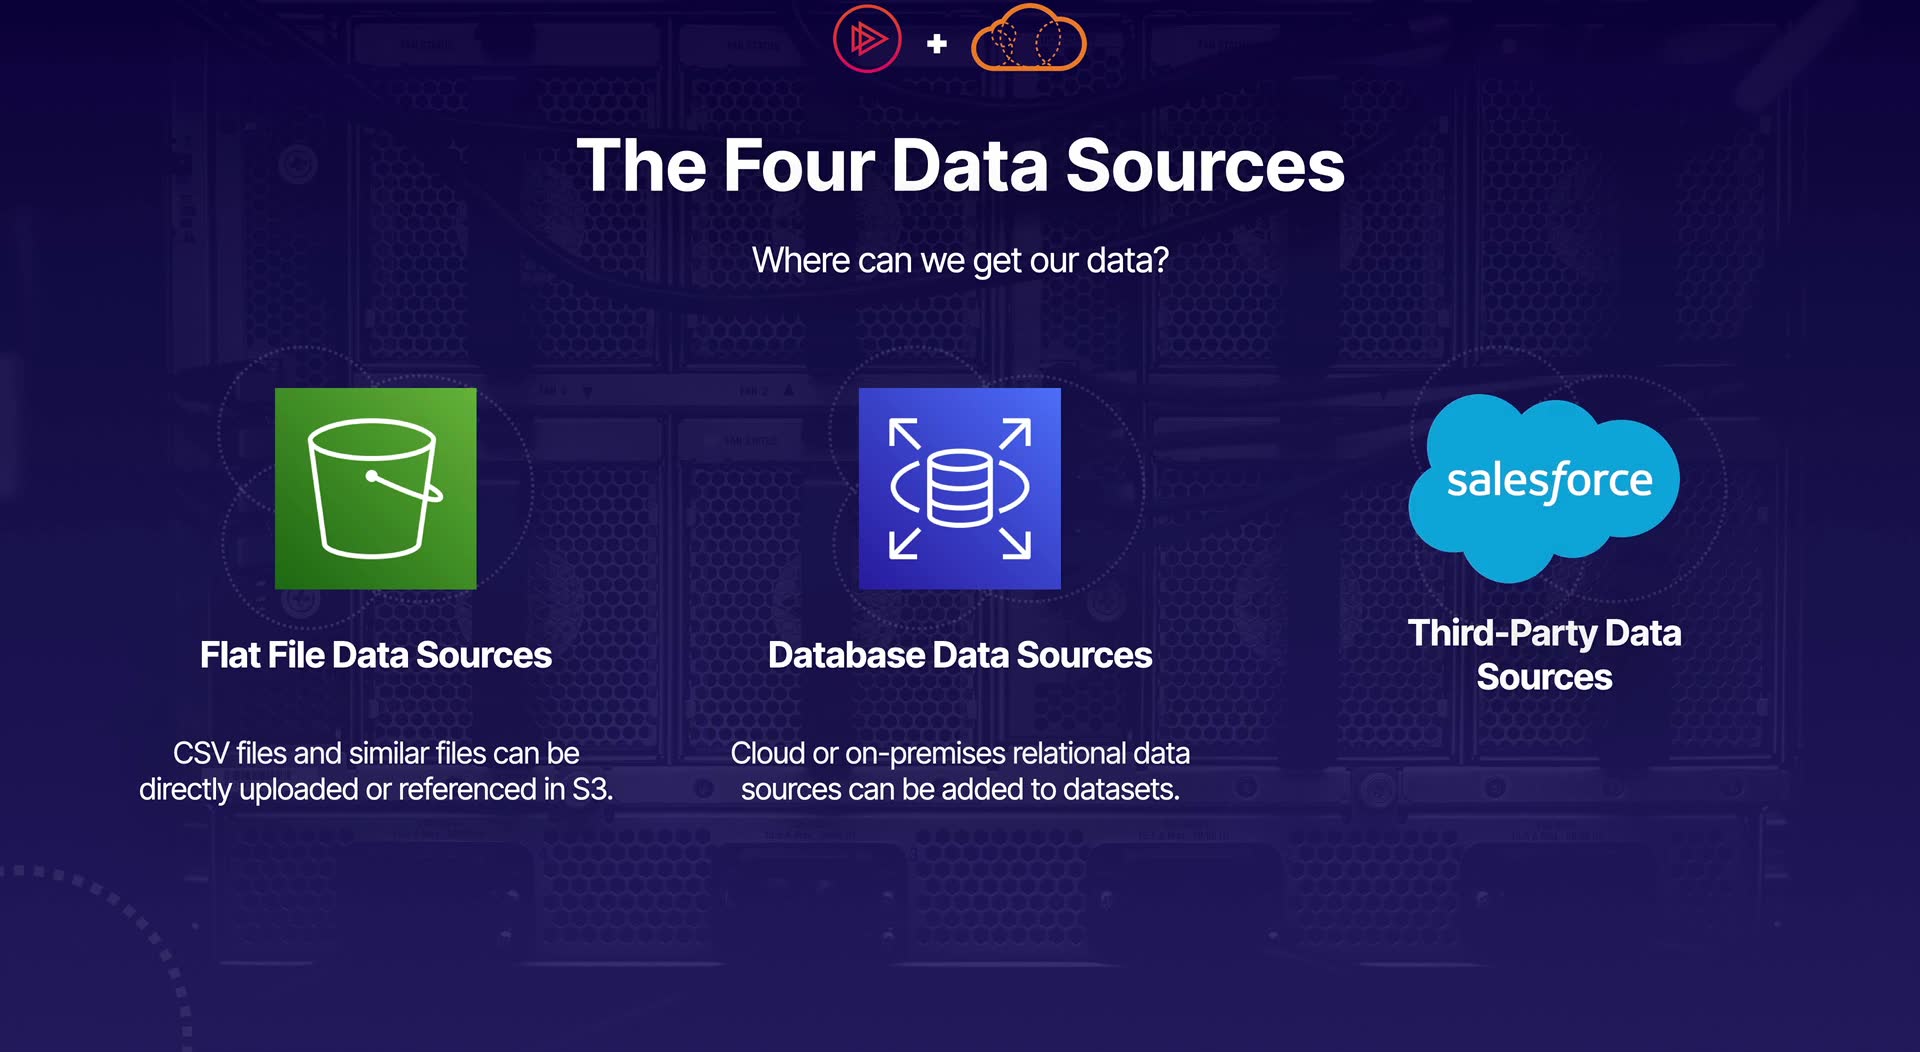 +
The Four Data Sources
Where can we get our data?
salesforce
Flat File Data Sources
Database Data Sources
Third-Party Data
Sources
CSV files and similar files can be
directly uploaded or referenced in S3.
Cloud or on-premises relational data
sources can be added to datasets.